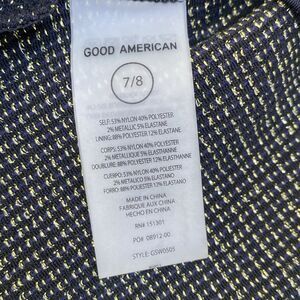 GOOD AMERICAN
7/8
SELF: 53% NYLON 40% POLYESTER
2% METALLIC 5% ELASTANE
LINING: 88% POLYESTER 12% ELASTANE
CORPS: 53% NYLON 40% POLYESTER
2% METALLIQUE 5% ELASTHANNE
DOUBLURE: 88% POLYESTER 12% ELASTHANNE
CUERPO: 53% NYLON 40% POLIESTER
2% METALICO 5% ELASTANO
FORRO: 88% POLIESTER 12% ELASTANO
MADE IN CHINA
FABRIQUE AUX CHINA
HECHO EN CHINA
RN# 151301
PO# 08912-00
STYLE: GSW0505